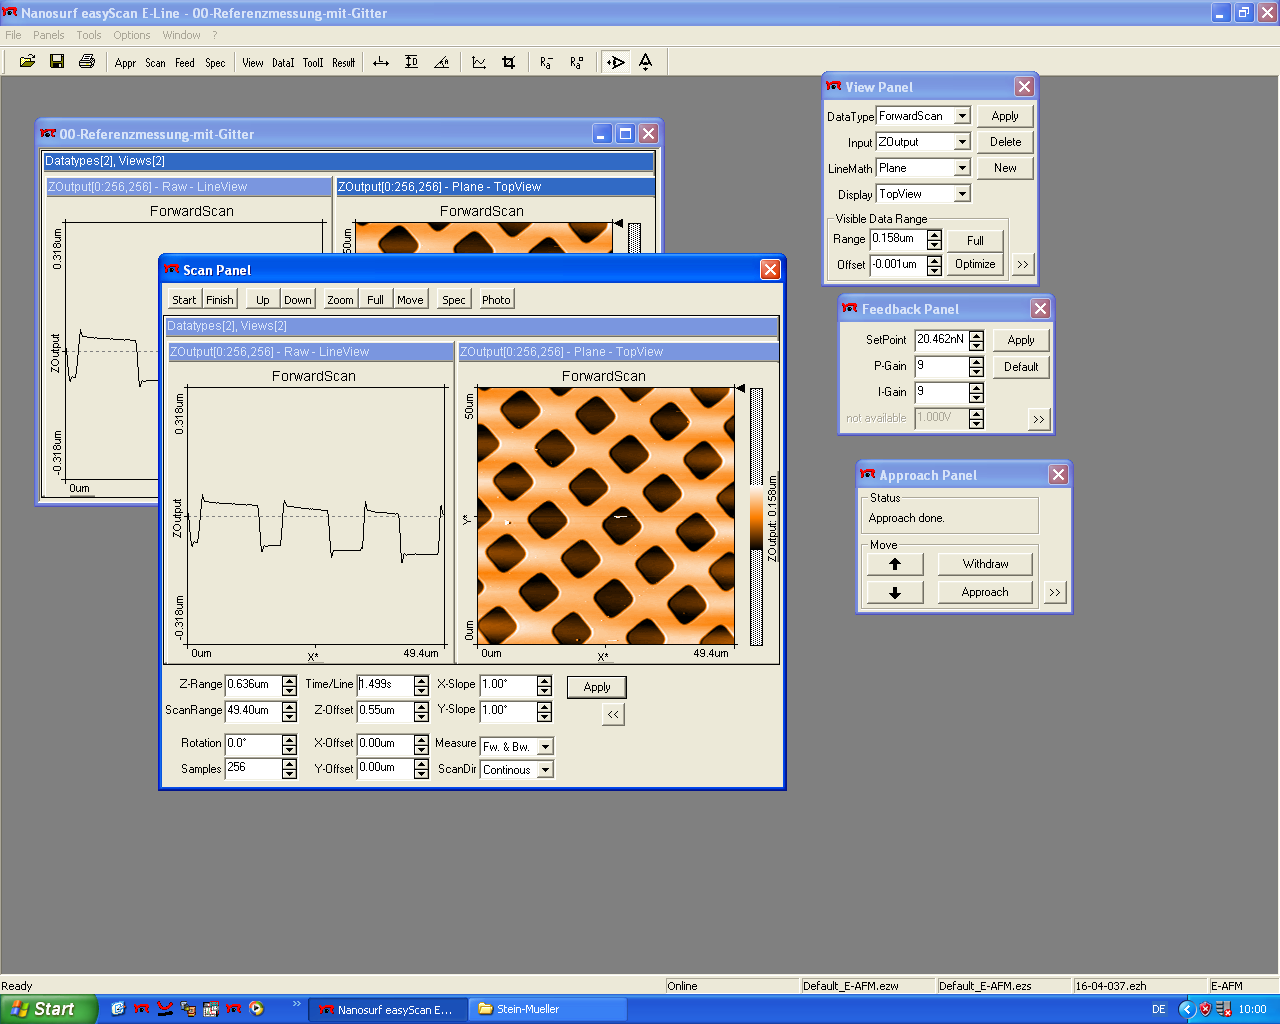 Nanosurf easyScan E-Line - 00-Referenzmessung-mit-Gitter
File Panels Tools Options Window ?
Appr Scan Feed Spec View DataI ToolI Result
00-Referenzmessung-mit-Gitter
Datatypes[2], Views[2]
ZOutput[0:256,256] - Raw - LineView
ZOutput[0:256,256] - Plane - TopView
ForwardScan
ForwardScan
0.318um
ZOutput
-0.318um
0um
50um
Scan Panel
Start Finish Up Down Zoom Full Move Spec Photo
Datatypes[2], Views[2]
ZOutput[0:256,256] - Raw - LineView
ZOutput[0:256,256] - Plane - TopView
ForwardScan
ForwardScan
0.318um
ZOutput
-0.318um
0um X* 49.4um
50um
Y*
0um
0um X* 49.4um
ZOutput: 0.158um
Z-Range 0.636um Time/Line 1.499s X-Slope 1.00° Apply
ScanRange 49.40um Z-Offset 0.55um Y-Slope 1.00° <<
Rotation 0.0° X-Offset 0.00um Measure Fw. & Bw.
Samples 256 Y-Offset 0.00um ScanDir Continous
View Panel
DataType ForwardScan Apply
Input ZOutput Delete
LineMath Plane New
Display TopView
Visible Data Range
Range 0.158um Full
Offset -0.001um Optimize >>
Feedback Panel
SetPoint 20.462nN Apply
P-Gain 9 Default
I-Gain 9
not available 1.000V >>
Approach Panel
Status
Approach done.
Move
Withdraw
Approach >>
Ready Online Default_E-AFM.ezw Default_E-AFM.ezs 16-04-037.ezh E-AFM
Start >> Nanosurf easyScan E... Stein-Mueller DE 10:00